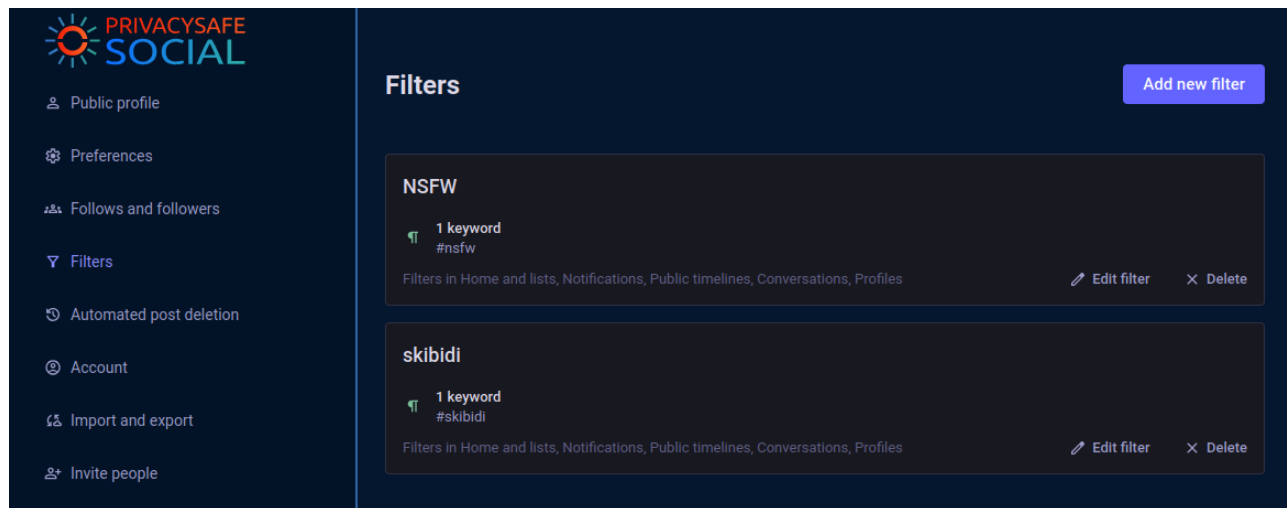 PRIVACYSAFE
SOCIAL
Public profile
Preferences
Follows and followers
Filters
Automated post deletion
Account
Import and export
Invite people
Filters
Add new filter
NSFW
1 keyword
#nsfw
Filters in Home and lists, Notifications, Public timelines, Conversations, Profiles
Edit filter
Delete
skibidi
1 keyword
#skibidi
Filters in Home and lists, Notifications, Public timelines, Conversations, Profiles
Edit filter
Delete